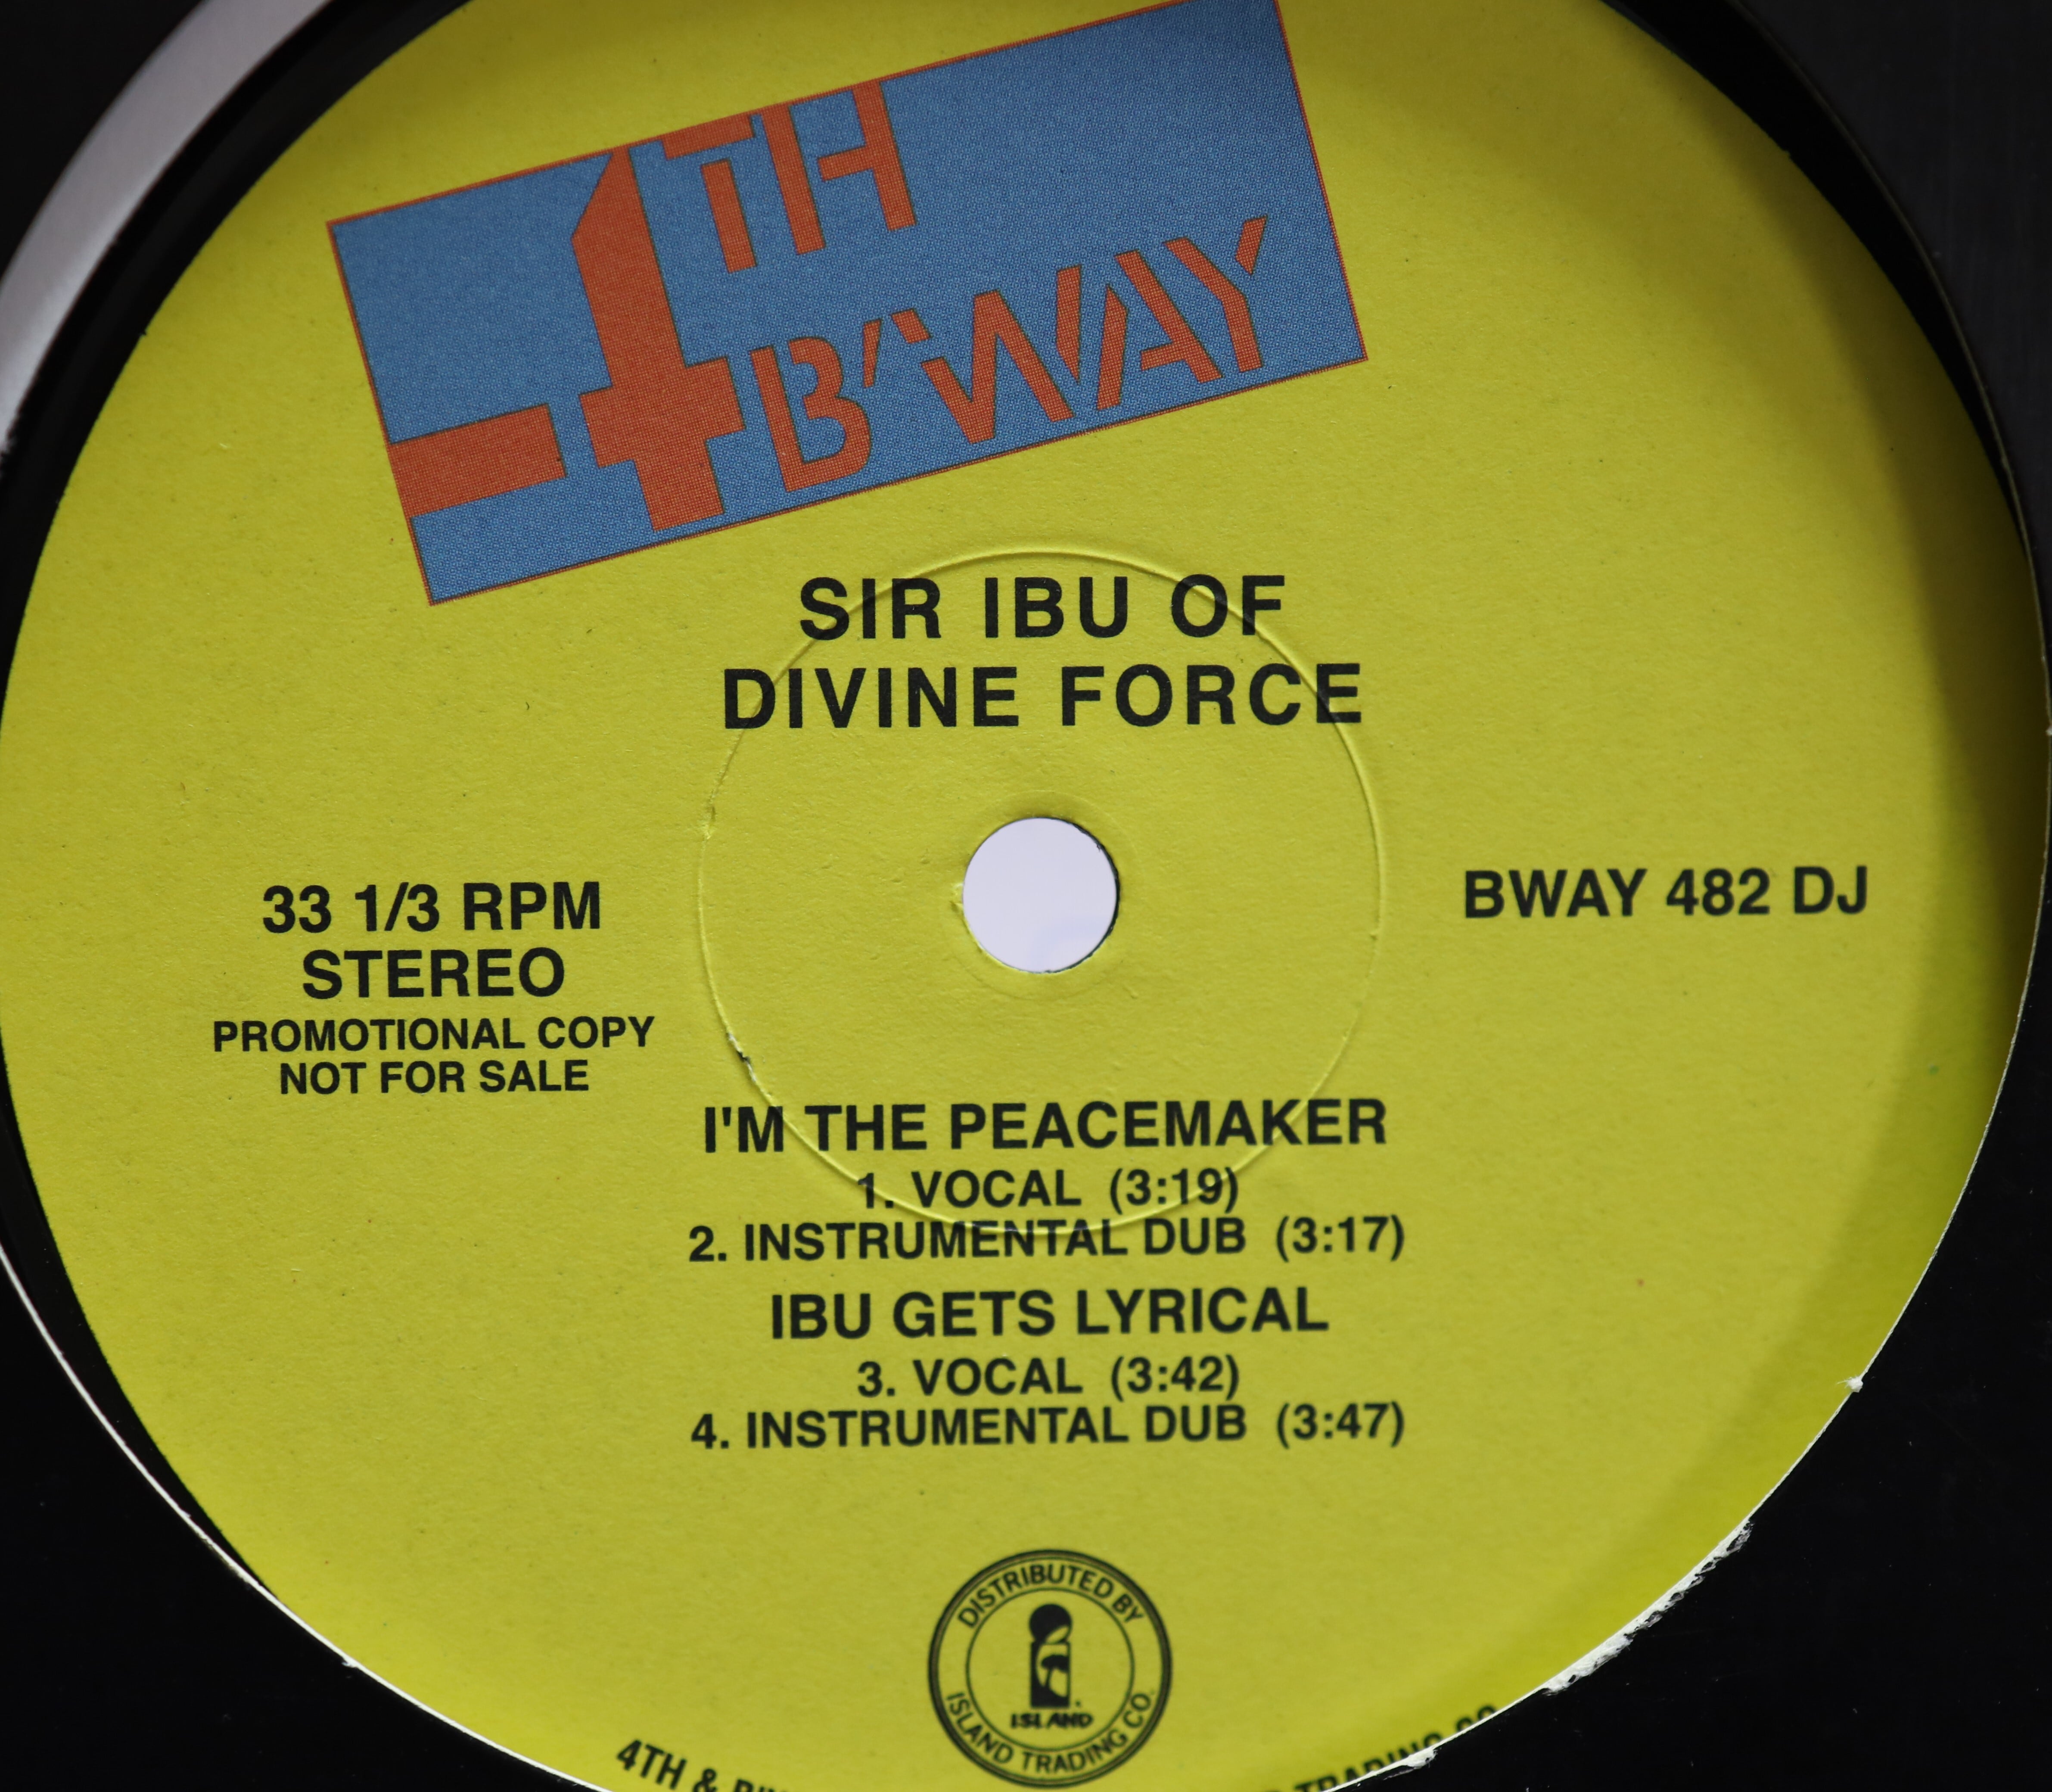 4TH
B'WAY
SIR IBU OF
DIVINE FORCE
33 1/3 RPM
STEREO
PROMOTIONAL COPY
NOT FOR SALE
BWAY 482 DJ
I'M THE PEACEMAKER
1. VOCAL (3:19)
2. INSTRUMENTAL DUB (3:17)
IBU GETS LYRICAL
3. VOCAL (3:42)
4. INSTRUMENTAL DUB (3:47)
DISTRIBUTED BY
ISLAND
ISLAND TRADING CO.
4TH & TRADING